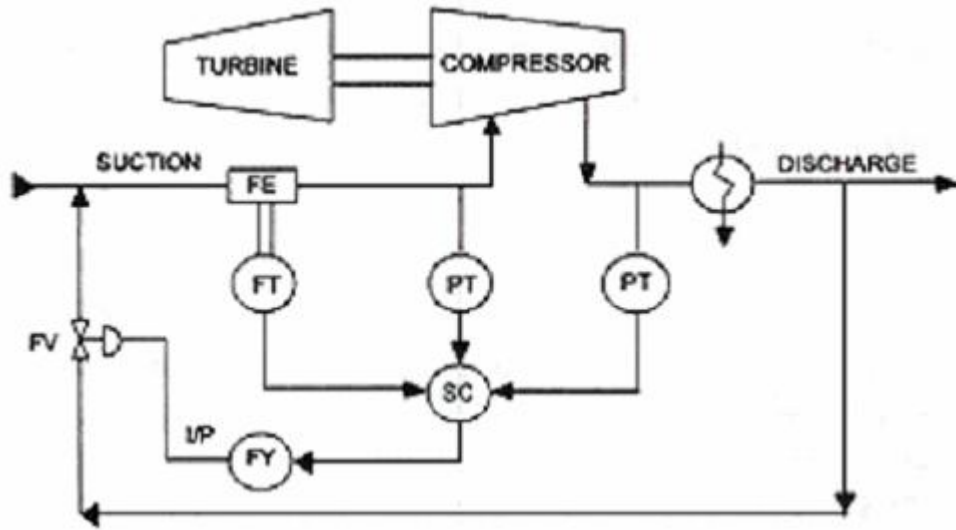 TURBINE
COMPRESSOR
SUCTION
FE
DISCHARGE
FT
PT
PT
FV
SC
I/P
FY